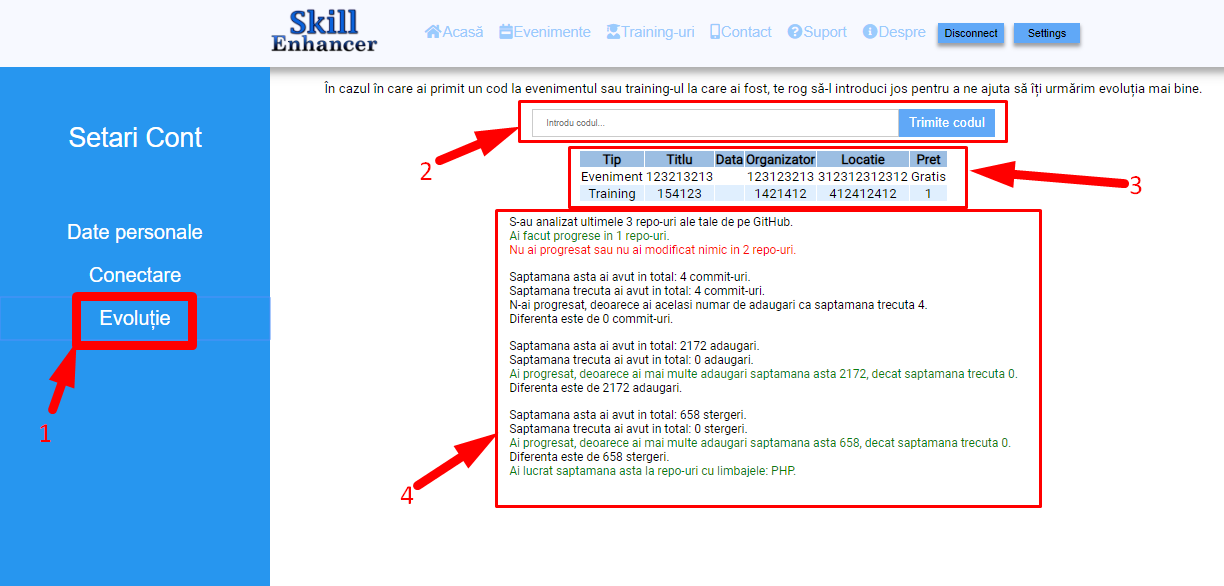 Skill
Enhancer
Acasă Evenimente Training-uri Contact Suport Despre Disconnect Settings
Setari Cont
Date personale
Conectare
Evoluție
1
În cazul în care ai primit un cod la evenimentul sau training-ul la care ai fost, te rog să-l introduci jos pentru a ne ajuta să îți urmărim evoluția mai bine.
Introdu codul... Trimite codul
2
Tip Titlu Data Organizator Locatie Pret
Eveniment 123213213 123123213 312312312312 Gratis
Training 154123 1421412 412412412 1
3
S-au analizat ultimele 3 repo-uri ale tale de pe GitHub.
Ai facut progrese in 1 repo-uri.
Nu ai progresat sau nu ai modificat nimic in 2 repo-uri.
Saptamana asta ai avut in total: 4 commit-uri.
Saptamana trecuta ai avut in total: 4 commit-uri.
N-ai progresat, deoarece ai acelasi numar de adaugari ca saptamana trecuta 4.
Diferenta este de 0 commit-uri.
Saptamana asta ai avut in total: 2172 adaugari.
Saptamana trecuta ai avut in total: 0 adaugari.
Ai progresat, deoarece ai mai multe adaugari saptamana asta 2172, decat saptamana trecuta 0.
Diferenta este de 2172 adaugari.
Saptamana asta ai avut in total: 658 stergeri.
Saptamana trecuta ai avut in total: 0 stergeri.
Ai progresat, deoarece ai mai multe adaugari saptamana asta 658, decat saptamana trecuta 0.
Diferenta este de 658 stergeri.
Ai lucrat saptamana asta la repo-uri cu limbajele: PHP.
4